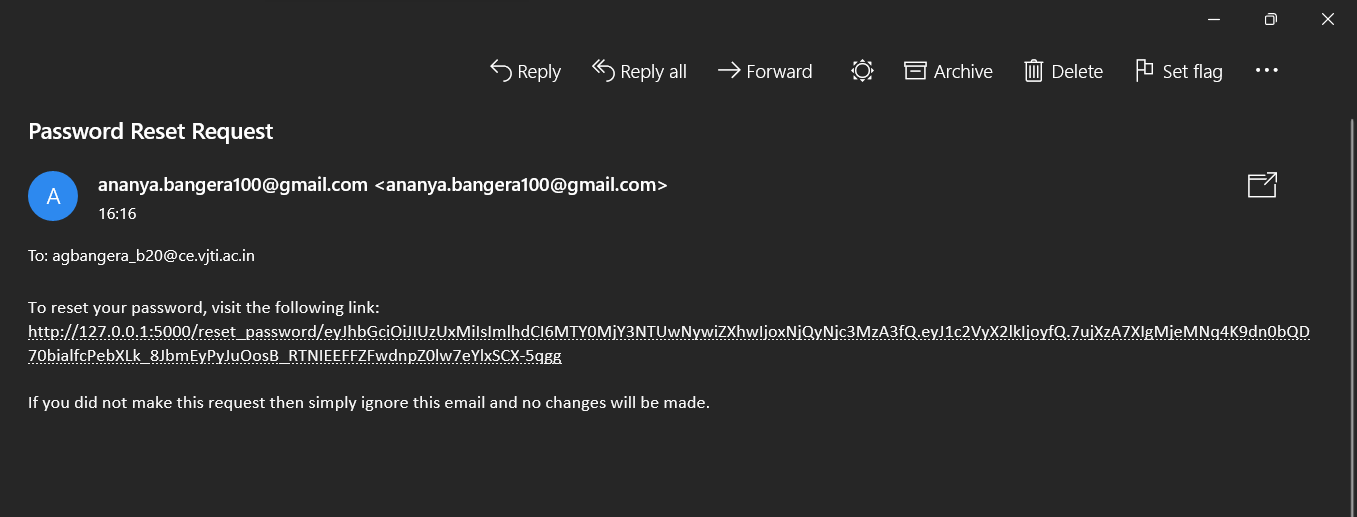 Reply Reply all Forward Archive Delete Set flag
Password Reset Request
A
ananya.bangera100@gmail.com <ananya.bangera100@gmail.com>
16:16
To: agbangera_b20@ce.vjti.ac.in
To reset your password, visit the following link:
http://127.0.0.1:5000/reset_password/eyJhbGciOiJIUzUxMiIsImlhdCI6MTY0MjY3NTUwNywiZXhwIjoxNjQyNjc3MzA3fQ.eyJ1c2VyX2lkIjoyfQ.7ujXzA7XIgMjeMNq4K9dn0bQD
70bialfcPebXLk_8JbmEyPyJuOosB_RTNIEEFFZFwdnpZ0lw7eYlxSCX-5qgg
If you did not make this request then simply ignore this email and no changes will be made.